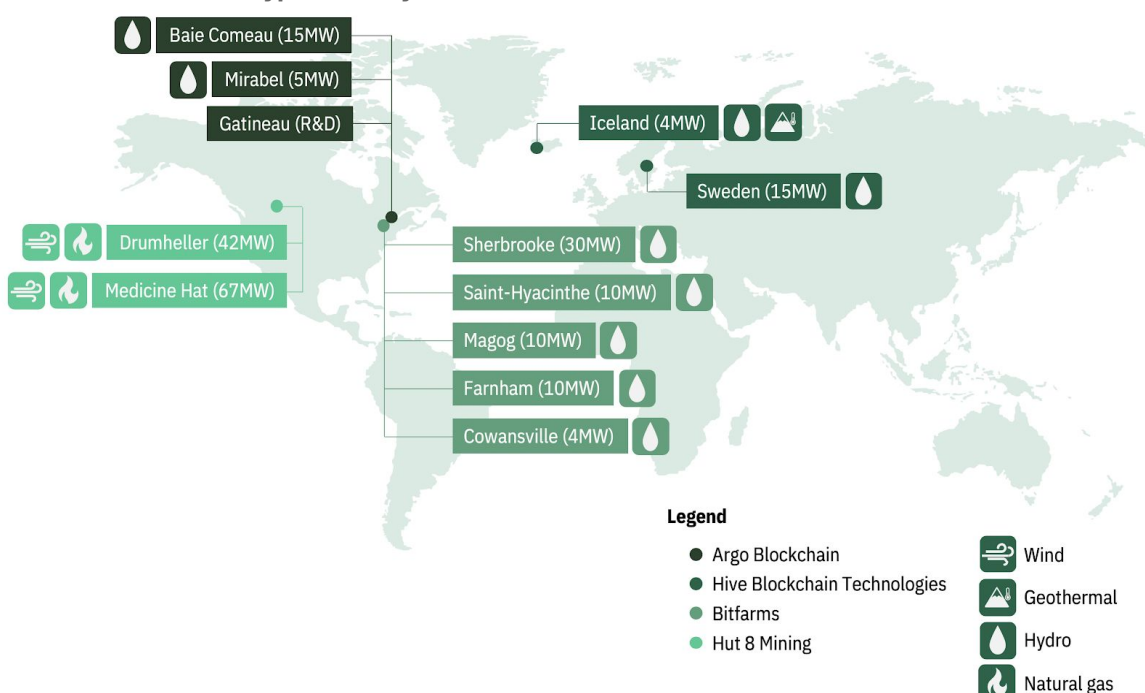 Baie Comeau (15MW)
Mirabel (5MW)
Gatineau (R&D)
Iceland (4MW)
Sweden (15MW)
Drumheller (42MW)
Medicine Hat (67MW)
Sherbrooke (30MW)
Saint-Hyacinthe (10MW)
Magog (10MW)
Farnham (10MW)
Cowansville (4MW)
Legend
Argo Blockchain
Hive Blockchain Technologies
Bitfarms
Hut 8 Mining
Wind
Geothermal
Hydro
Natural gas